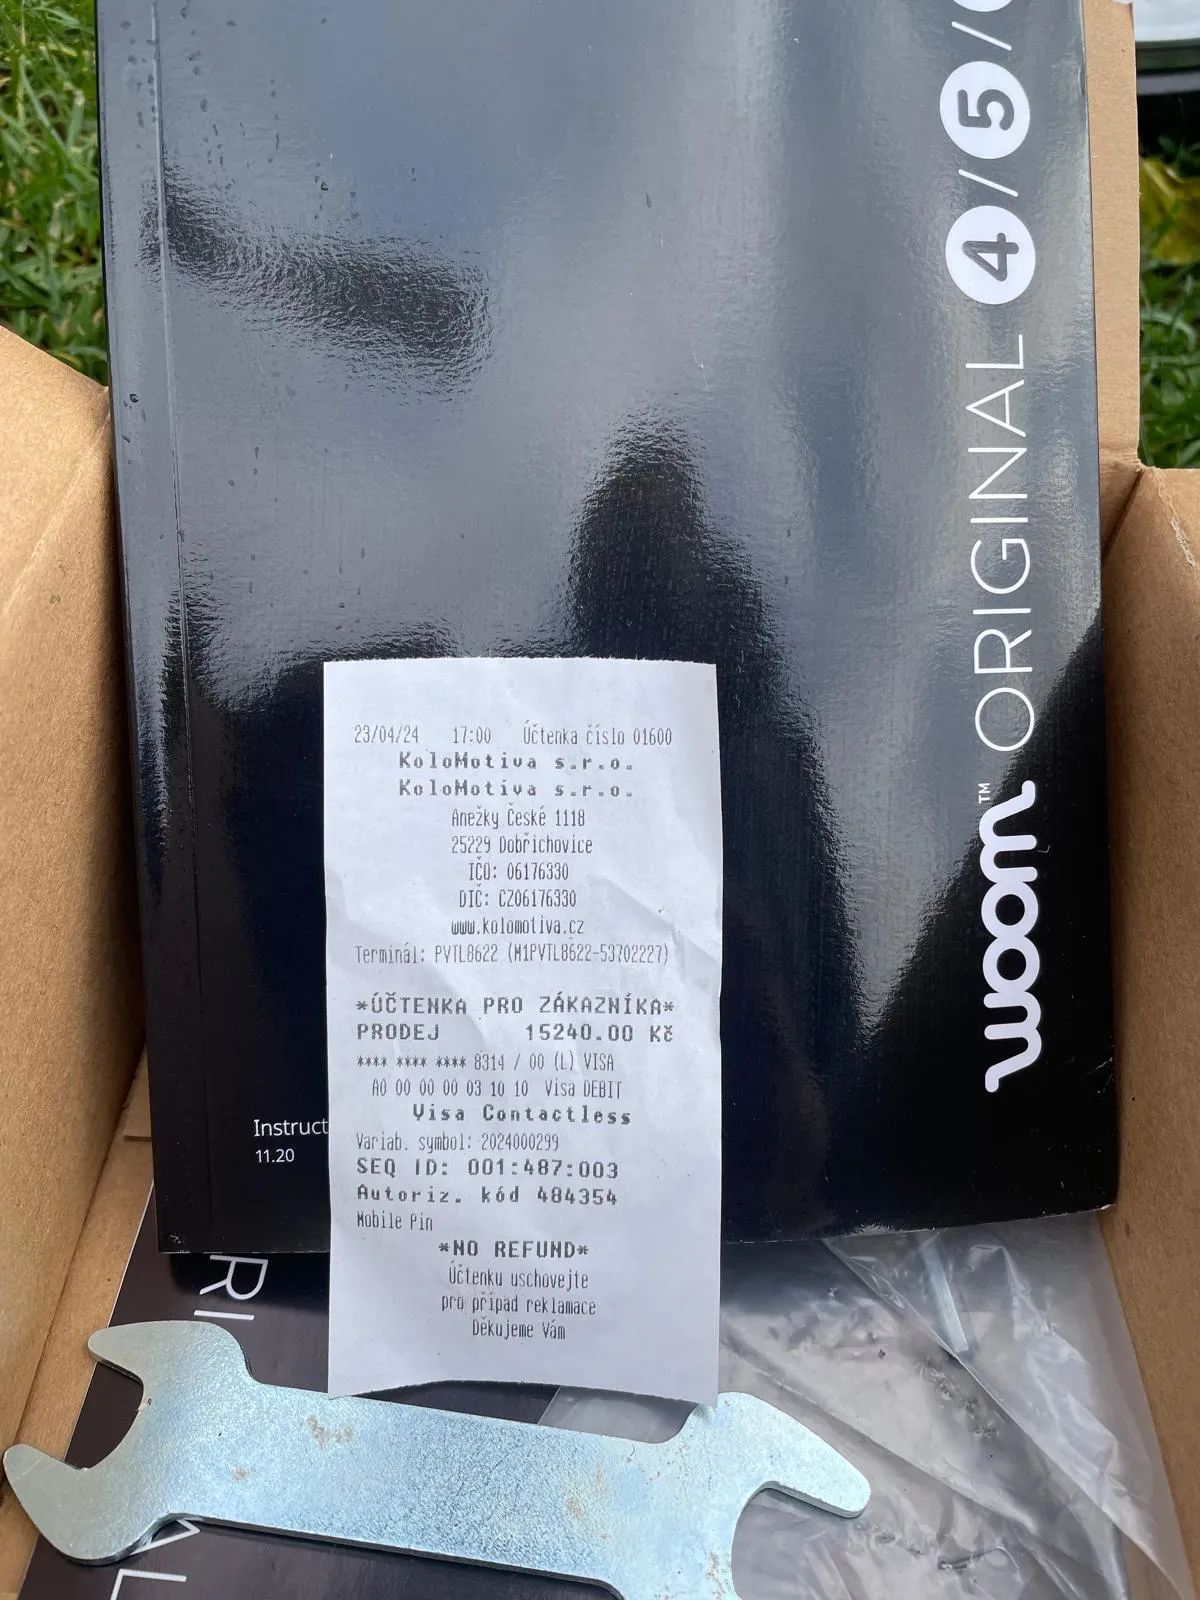 woom™ ORIGINAL 4/5/
23/04/24 17:00 Účtenka číslo 01600
KoloMotiva s.r.o.
KoloMotiva s.r.o.
Anežky České 1118
25229 Dobřichovice
IČO: 06176330
DIČ: CZ06176330
www.kolomotiva.cz
Terminál: PVTL8622 (M1PVTL8622-53702227)
*ÚČTENKA PRO ZÁKAZNÍKA*
PRODEJ 15240.00 Kč
**** **** **** 8314 / 00 (L) VISA
A0 00 00 00 03 10 10 Visa DEBIT
Visa Contactless
Variab. symbol: 2024000299
SEQ ID: 001:487:003
Autoriz. kód 484354
Mobile Pin
*NO REFUND*
Účtenku uschovejte
pro případ reklamace
Děkujeme Vám
Instruct
11.20
RI
AL